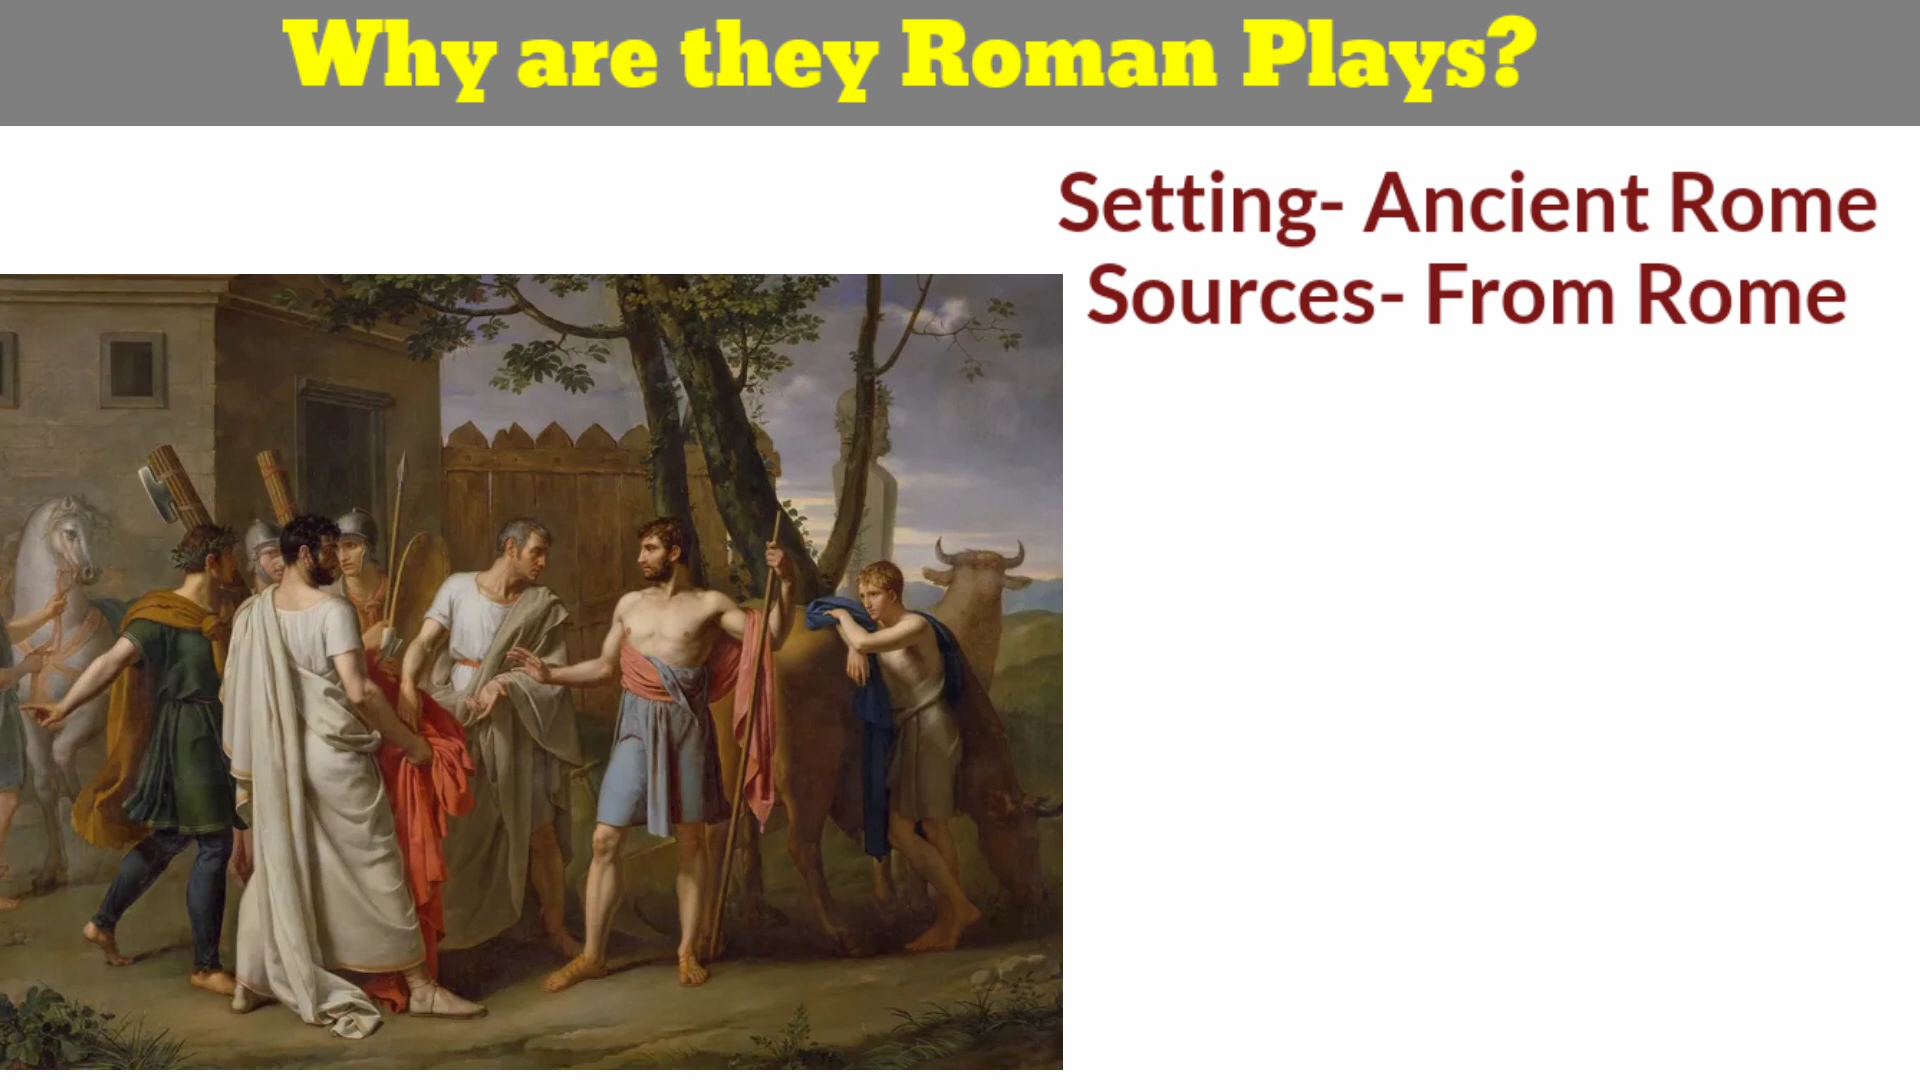 Why are they Roman Plays?
Setting- Ancient Rome
Sources- From Rome